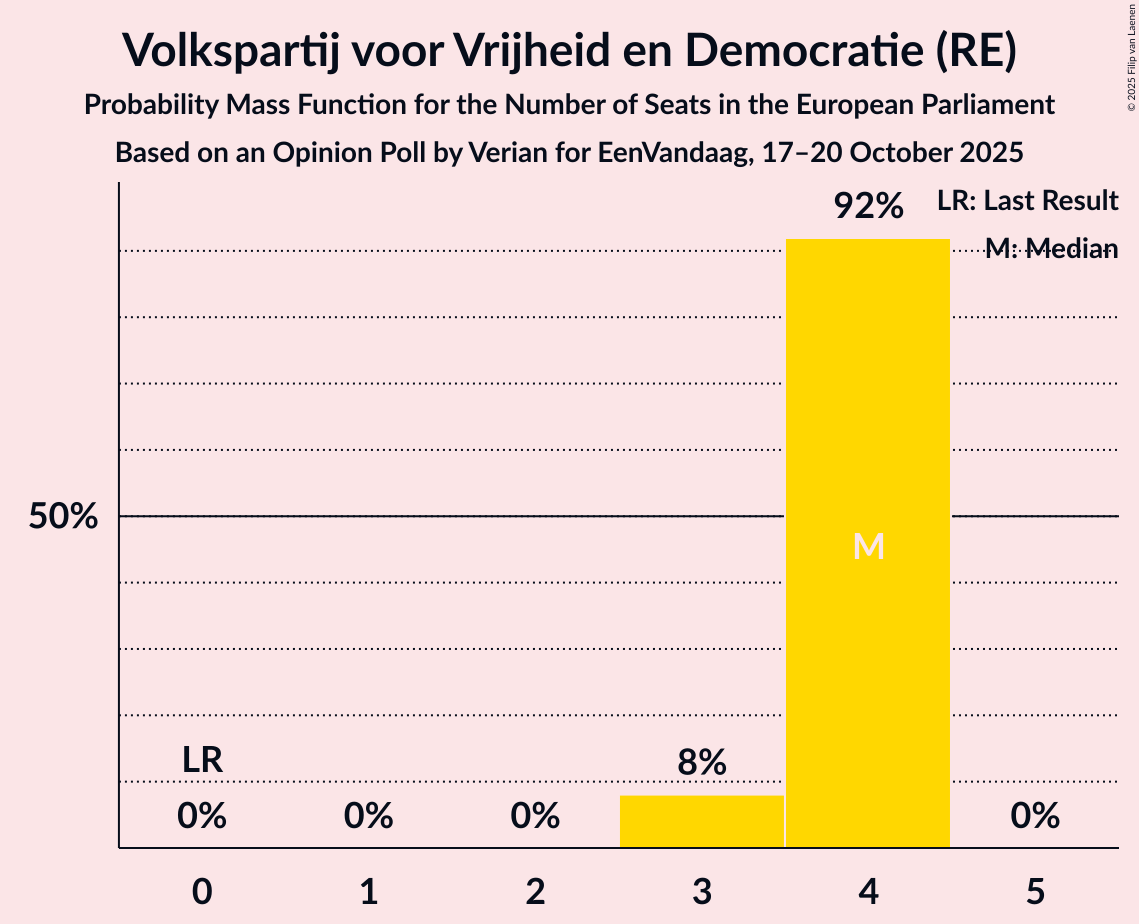 Volkspartij voor Vrijheid en Democratie (RE)
Probability Mass Function for the Number of Seats in the European Parliament
Based on an Opinion Poll by Verian for EenVandaag, 17–20 October 2025
© 2025 Filip van Laenen
LR: Last Result
M: Median
92%
50%
M
LR
8%
0%
0%
0%
0%
0
1
2
3
4
5